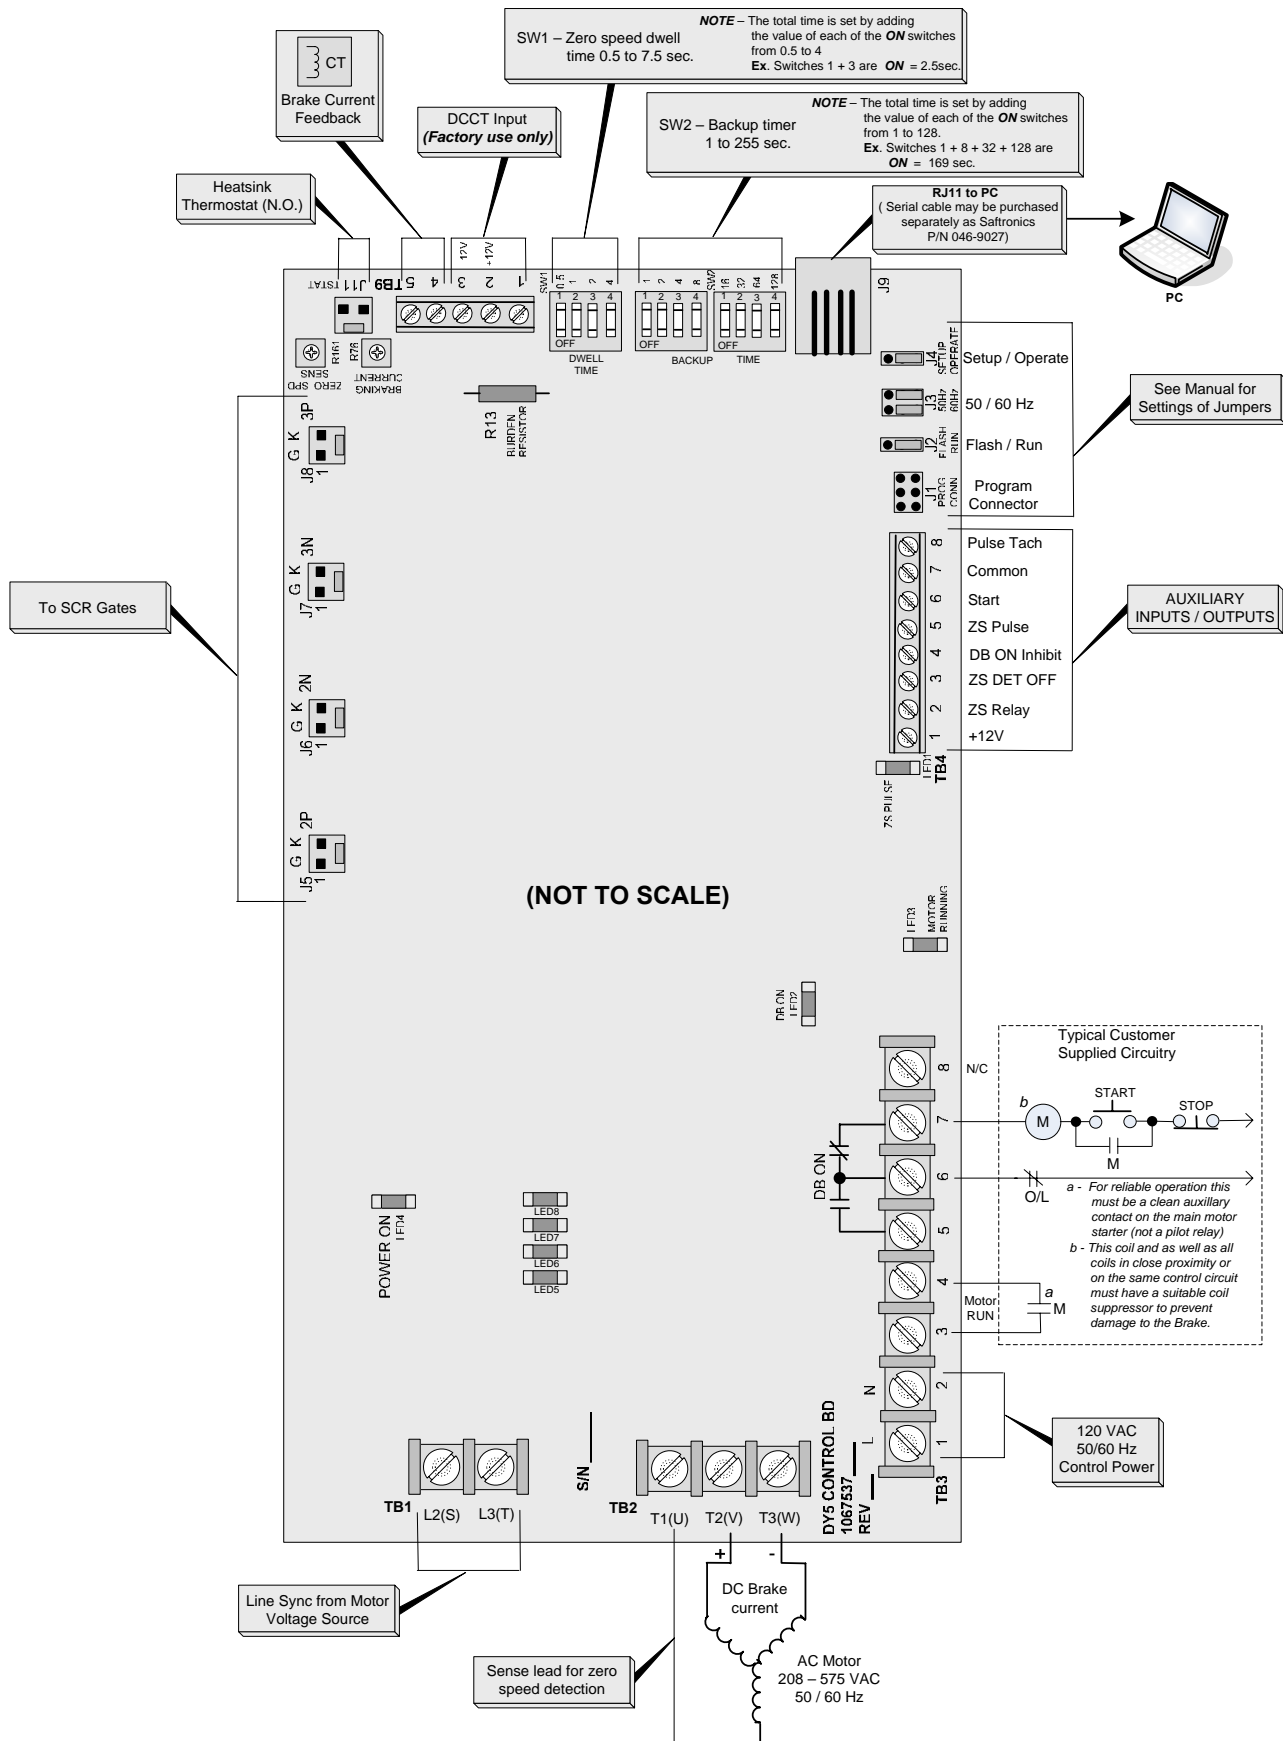 SW1 – Zero speed dwell
time 0.5 to 7.5 sec.
NOTE – The total time is set by adding
the value of each of the ON switches
from 0.5 to 4
Ex. Switches 1 + 3 are ON = 2.5sec.
CT
Brake Current
Feedback
DCCT Input
(Factory use only)
SW2 – Backup timer
1 to 255 sec.
NOTE – The total time is set by adding
the value of each of the ON switches
from 1 to 128.
Ex. Switches 1 + 8 + 32 + 128 are
ON = 169 sec.
Heatsink
Thermostat (N.O.)
RJ11 to PC
( Serial cable may be purchased
separately as Saftronics
P/N 046-9027)
PC
TSTAT
J11
TB9
5
4
3
2
1
-12V
+12V
SW1
0.5
1
2
4
1 2 3 4
OFF
DWELL
TIME
1
2
4
8
SW2
16
32
64
128
1 2 3 4
OFF
1 2 3 4
OFF
BACKUP
TIME
J9
R161
R76
ZERO SPD
SENS
BRAKING
CURRENT
R13
BURDEN
RESISTOR
J4
SETUP
OPERATE
Setup / Operate
J3
50Hz
60Hz
50 / 60 Hz
J2
FLASH
RUN
Flash / Run
J1
PROG
CONN
Program
Connector
See Manual for
Settings of Jumpers
3P
G K
J8
1
3N
G K
J7
1
2N
G K
J6
1
2P
G K
J5
1
To SCR Gates
8 Pulse Tach
7 Common
6 Start
5 ZS Pulse
4 DB ON Inhibit
3 ZS DET OFF
2 ZS Relay
1 +12V
TB4
AUXILIARY
INPUTS / OUTPUTS
LED1
ZS PULSE
(NOT TO SCALE)
LED3
MOTOR
RUNNING
DB ON
LED2
8 N/C
7
6
5
4
3
2
1
TB3
DB ON
Motor
RUN
N
L
Typical Customer
Supplied Circuitry
b
M
START
M
STOP
O/L
a - For reliable operation this
must be a clean auxillary
contact on the main motor
starter (not a pilot relay)
b - This coil and as well as all
coils in close proximity or
on the same control circuit
must have a suitable coil
suppressor to prevent
damage to the Brake.
a
M
120 VAC
50/60 Hz
Control Power
POWER ON
LED4
LED8
LED7
LED6
LED5
S/N
DY5 CONTROL BD
1067537
REV
TB1
L2(S)
L3(T)
TB2
T1(U)
T2(V)
T3(W)
+
-
Line Sync from Motor
Voltage Source
DC Brake
current
Sense lead for zero
speed detection
AC Motor
208 – 575 VAC
50 / 60 Hz